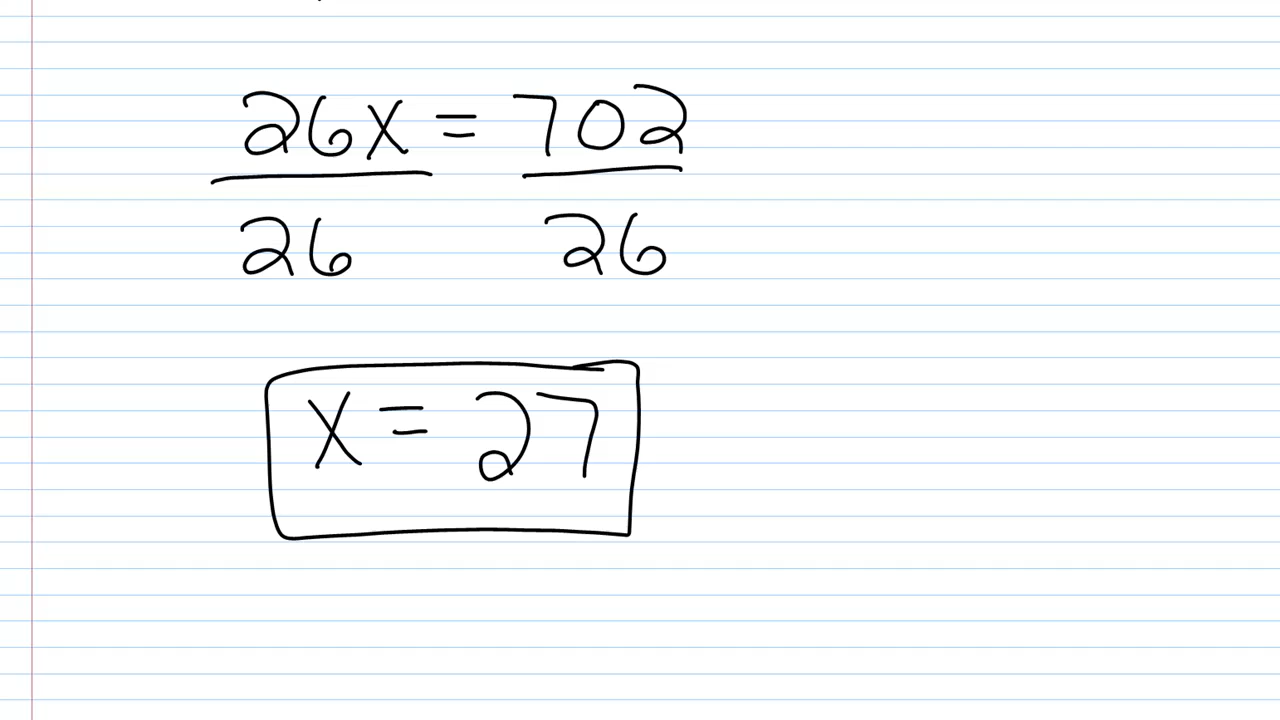 26x = 702
26 26
x = 27